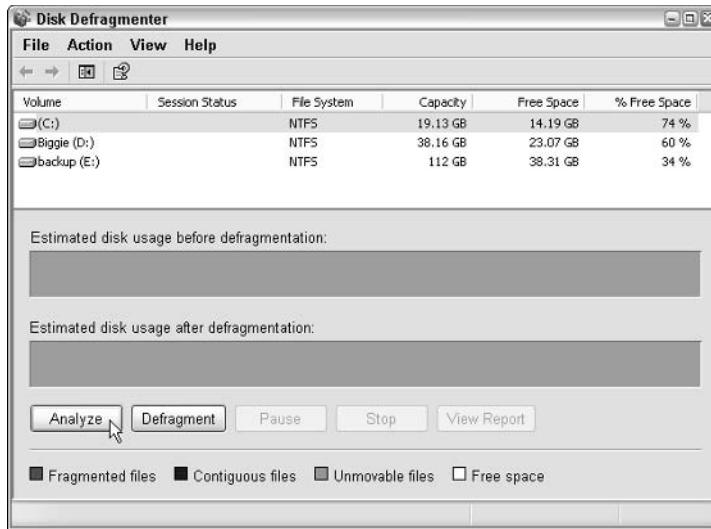 Disk Defragmenter
File Action View Help
Volume Session Status File System Capacity Free Space % Free Space
(C:) NTFS 19.13 GB 14.19 GB 74 %
Biggie (D:) NTFS 38.16 GB 23.07 GB 60 %
backup (E:) NTFS 112 GB 38.31 GB 34 %
Estimated disk usage before defragmentation:
Estimated disk usage after defragmentation:
Analyze Defragment Pause Stop View Report
Fragmented files Contiguous files Unmovable files Free space